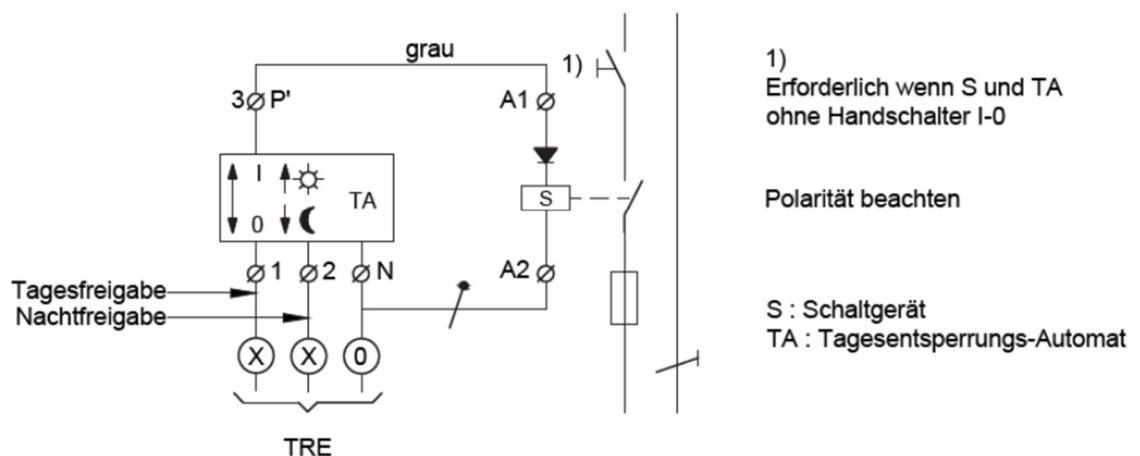 grau
1)
3 P'
A1
I
0
TA
S
1
2
N
A2
Tagesfreigabe
Nachtfreigabe
X
X
0
TRE
1)
Erforderlich wenn S und TA
ohne Handschalter I-0
Polarität beachten
S : Schaltgerät
TA : Tagesentsperrungs-Automat